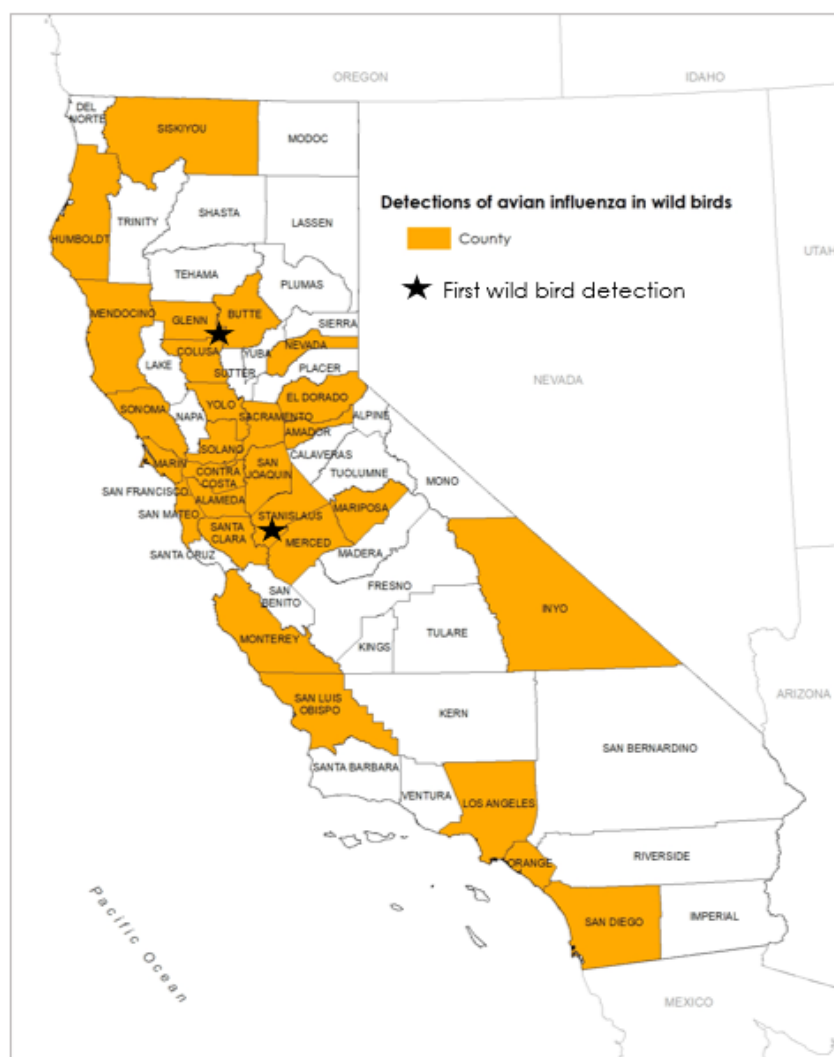 OREGON
IDAHO
DEL
NORTE
SISKIYOU
MODOC
Detections of avian influenza in wild birds
County
First wild bird detection
UTAH
HUMBOLDT
TRINITY
SHASTA
LASSEN
TEHAMA
PLUMAS
MENDOCINO
GLENN
BUTTE
SIERRA
NEVADA
COLUSA
LAKE
SUTTER
YUBA
PLACER
NEVADA
SONOMA
NAPA
YOLO
EL DORADO
SACRAMENTO
ALPINE
AMADOR
SOLANO
MARIN
CALAVERAS
CONTRA
COSTA
SAN
JOAQUIN
TUOLUMNE
MONO
SAN FRANCISCO
ALAMEDA
SAN MATEO
STANISLAUS
MARIPOSA
SANTA
CLARA
MERCED
SANTA CRUZ
MADERA
SAN
BENITO
FRESNO
INYO
MONTEREY
KINGS
TULARE
ARIZONA
SAN LUIS
OBISPO
KERN
SAN BERNARDINO
SANTA BARBARA
VENTURA
LOS ANGELES
ORANGE
RIVERSIDE
Pacific Ocean
SAN DIEGO
IMPERIAL
MEXICO